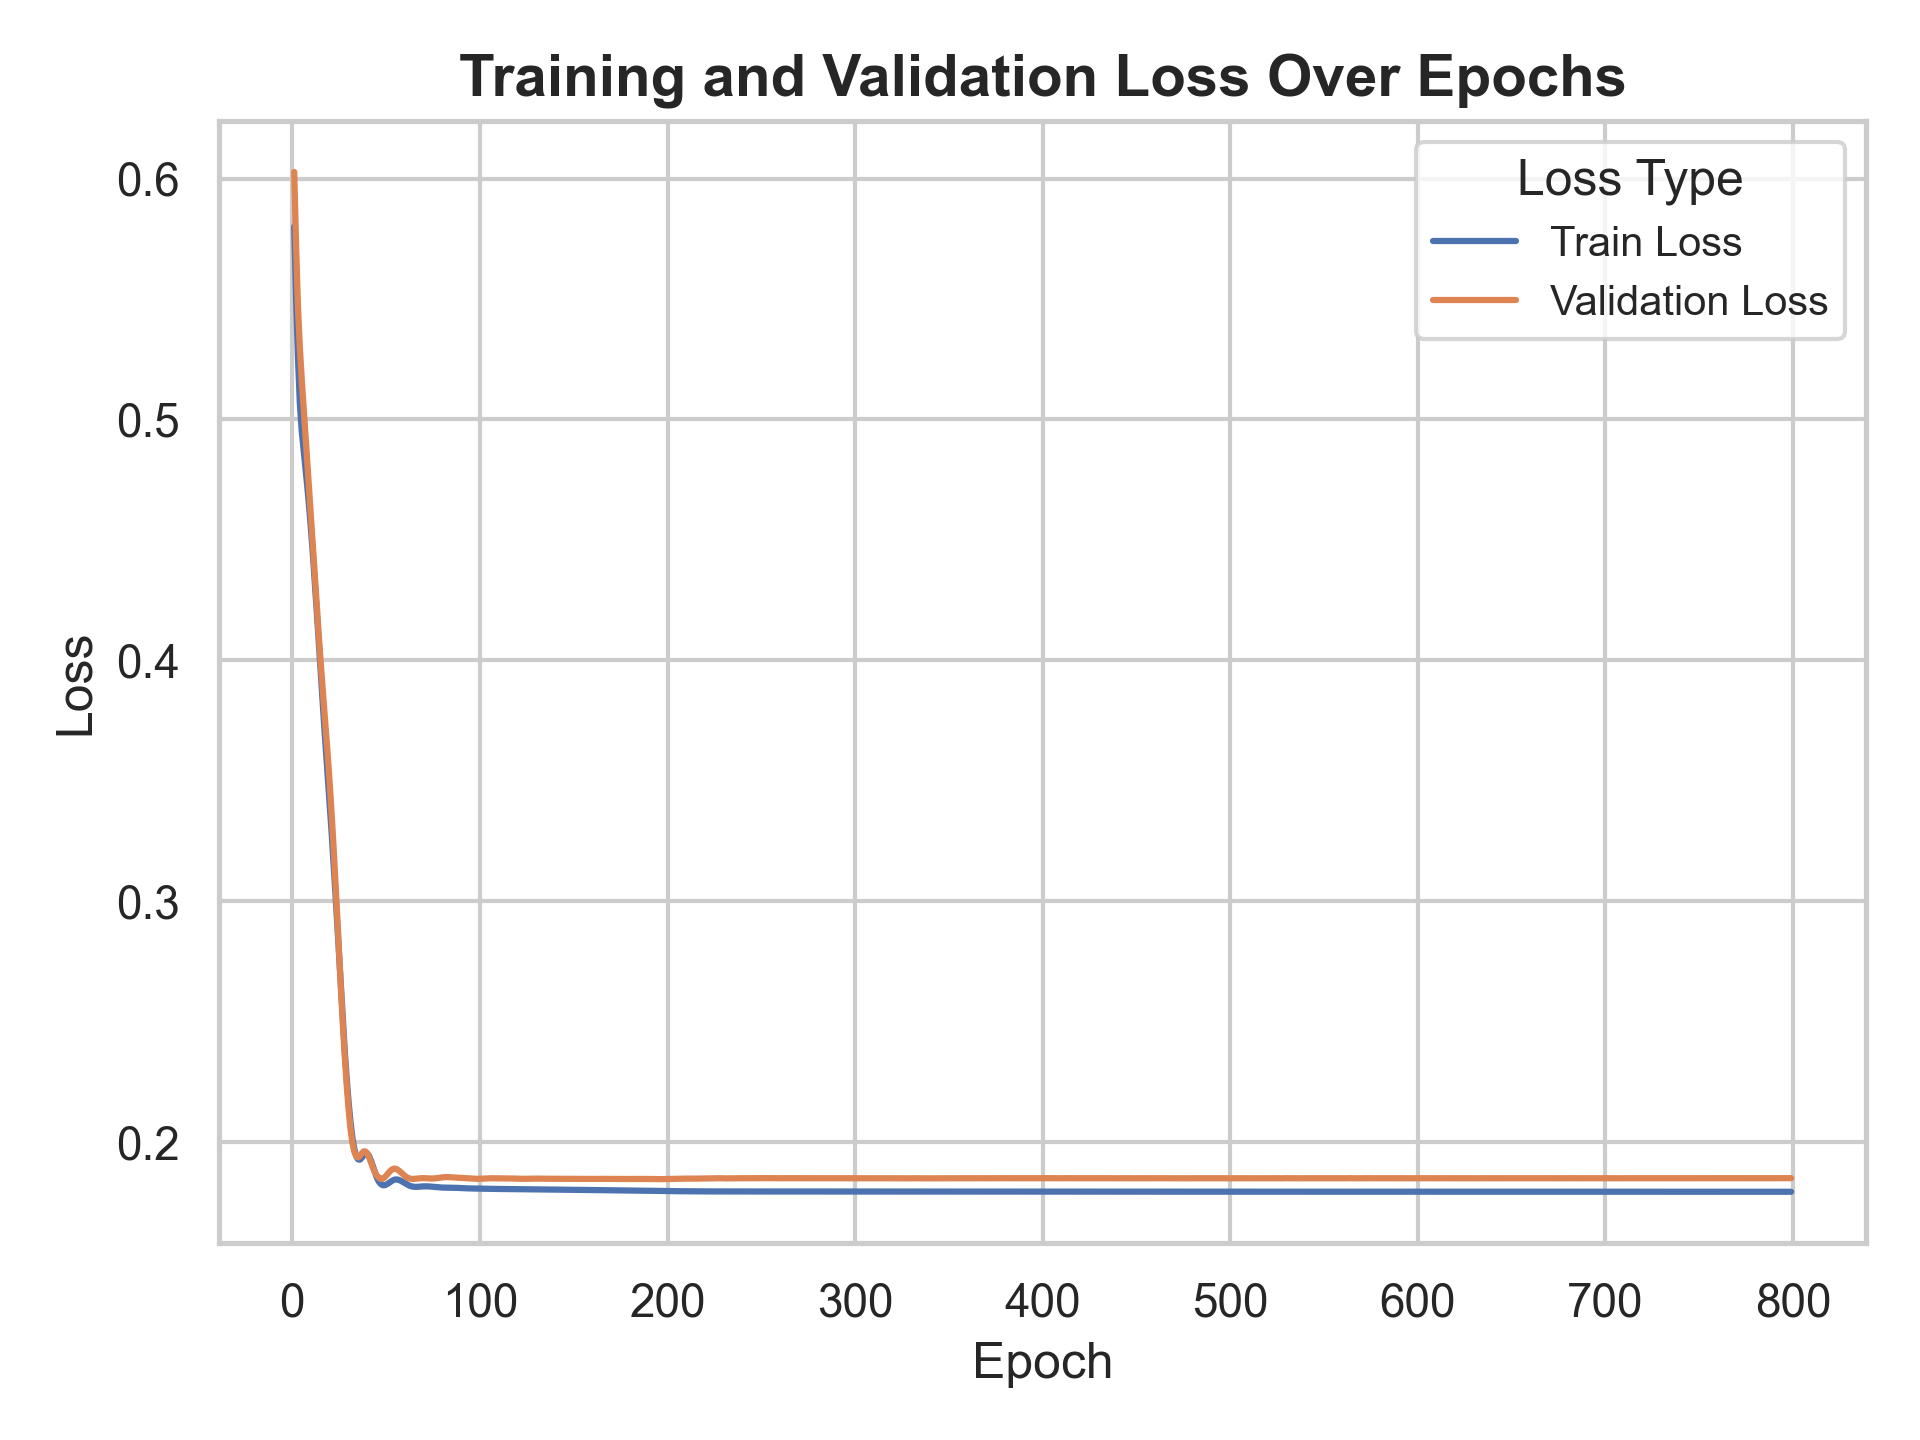 Training and Validation Loss Over Epochs
Loss Type
Train Loss
Validation Loss
0.6
0.5
0.4
0.3
0.2
Loss
0 100 200 300 400 500 600 700 800
Epoch